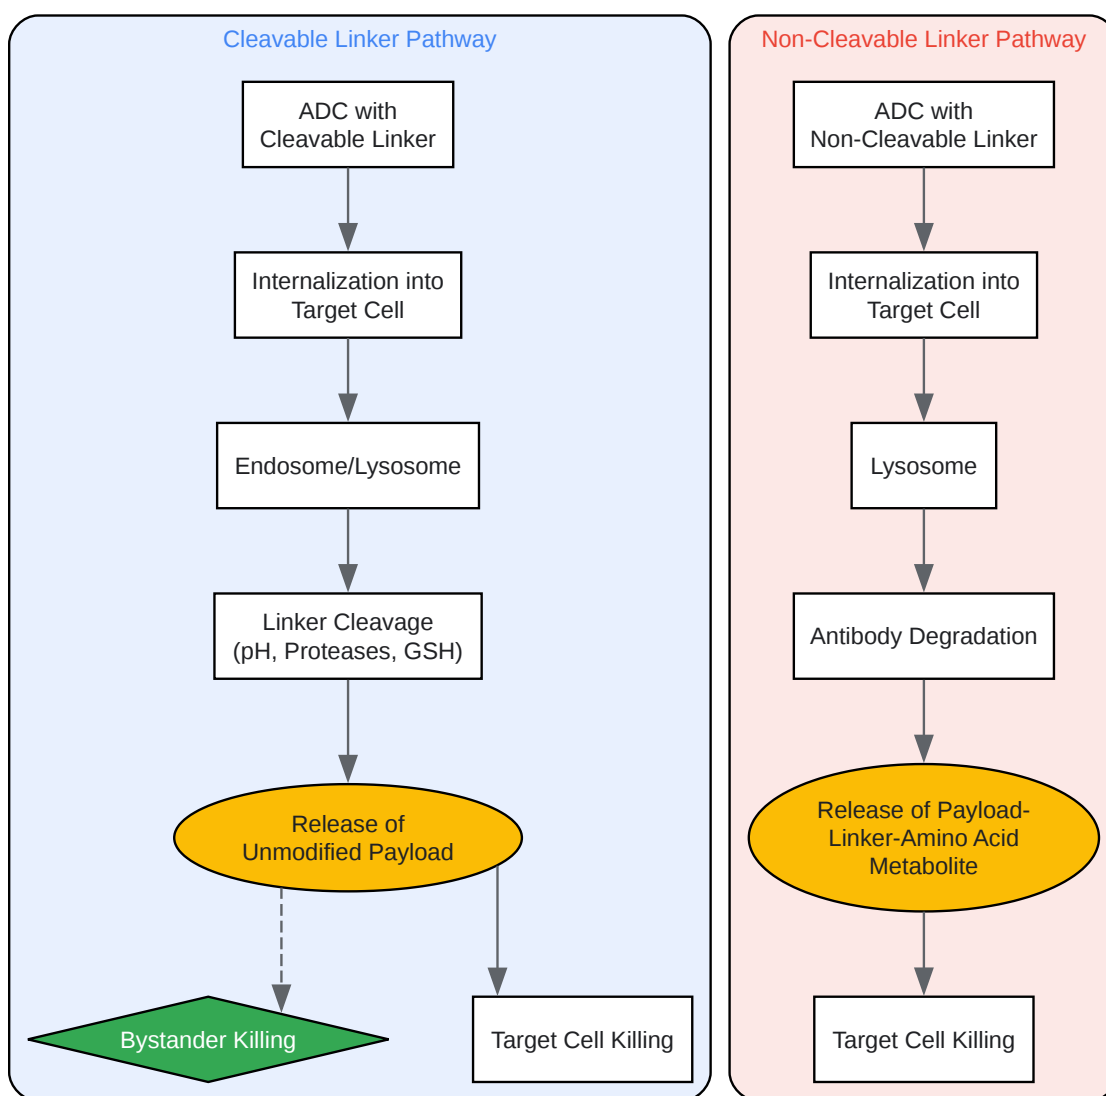 Cleavable Linker Pathway
ADC with
Cleavable Linker
Internalization into
Target Cell
Endosome/Lysosome
Linker Cleavage
(pH, Proteases, GSH)
Release of
Unmodified Payload
Bystander Killing
Target Cell Killing
Non-Cleavable Linker Pathway
ADC with
Non-Cleavable Linker
Internalization into
Target Cell
Lysosome
Antibody Degradation
Release of Payload-
Linker-Amino Acid
Metabolite
Target Cell Killing